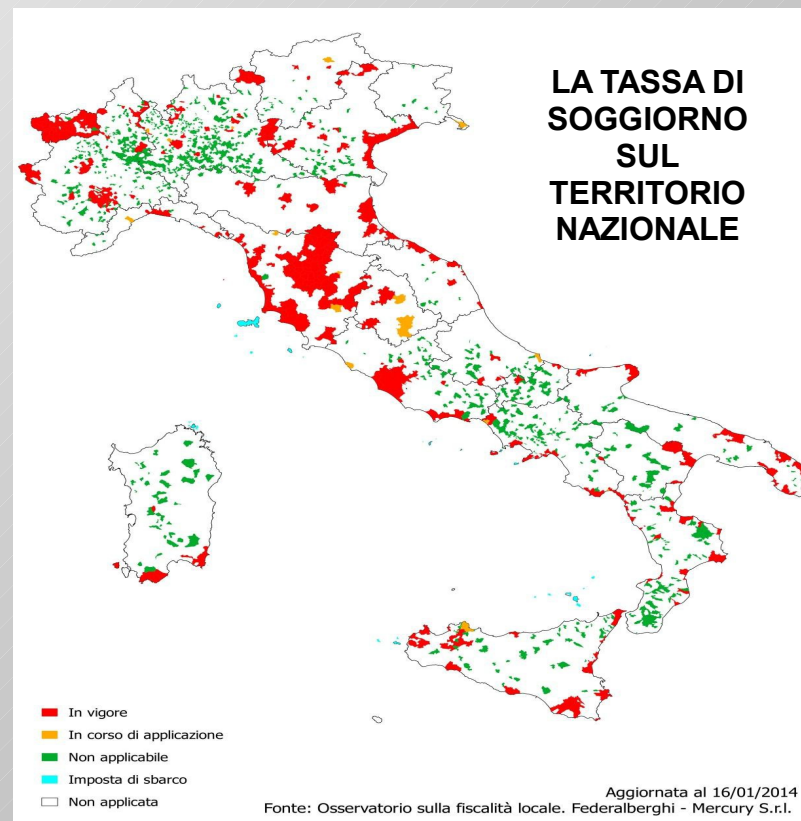 LA TASSA DI
SOGGIORNO
SUL
TERRITORIO
NAZIONALE
In vigore
In corso di applicazione
Non applicabile
Imposta di sbarco
Non applicata
Aggiornata al 16/01/2014
Fonte: Osservatorio sulla fiscalità locale. Federalberghi - Mercury S.r.l.